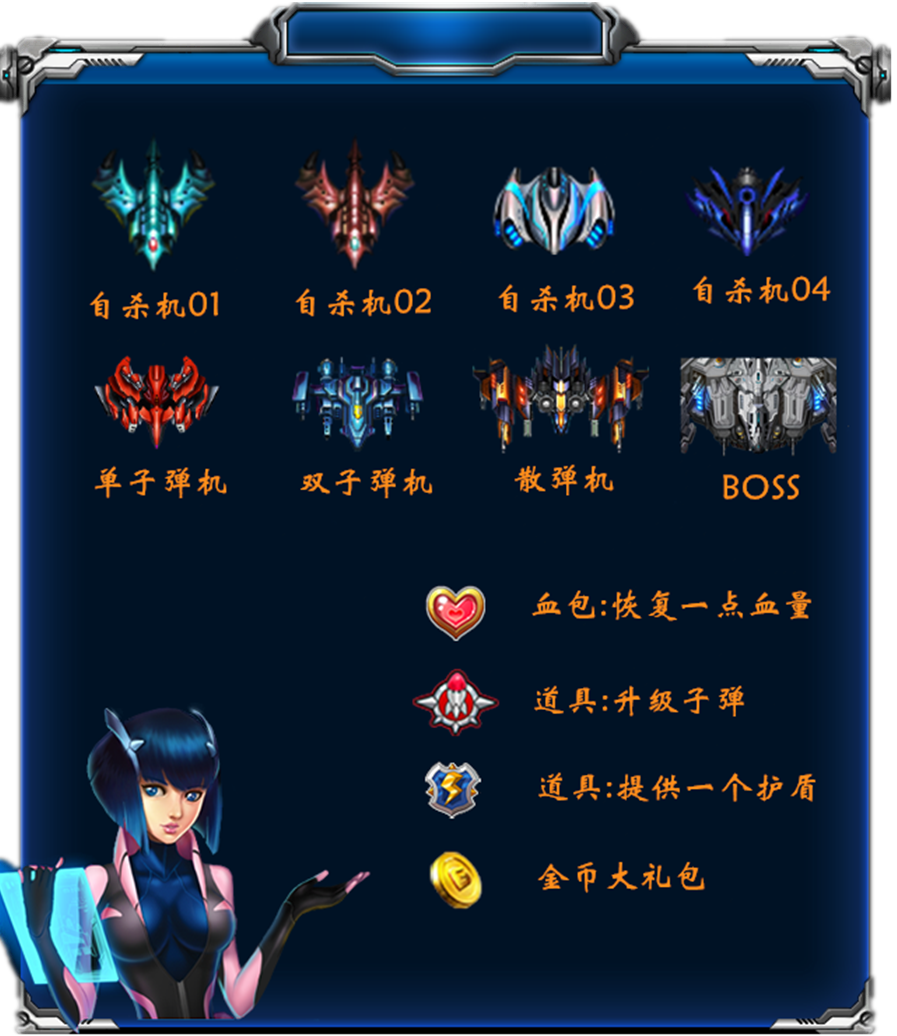 自杀机01
自杀机02
自杀机03
自杀机04
单子弹机
双子弹机
散弹机
BOSS
血包:恢复一点血量
道具:升级子弹
道具:提供一个护盾
金币大礼包